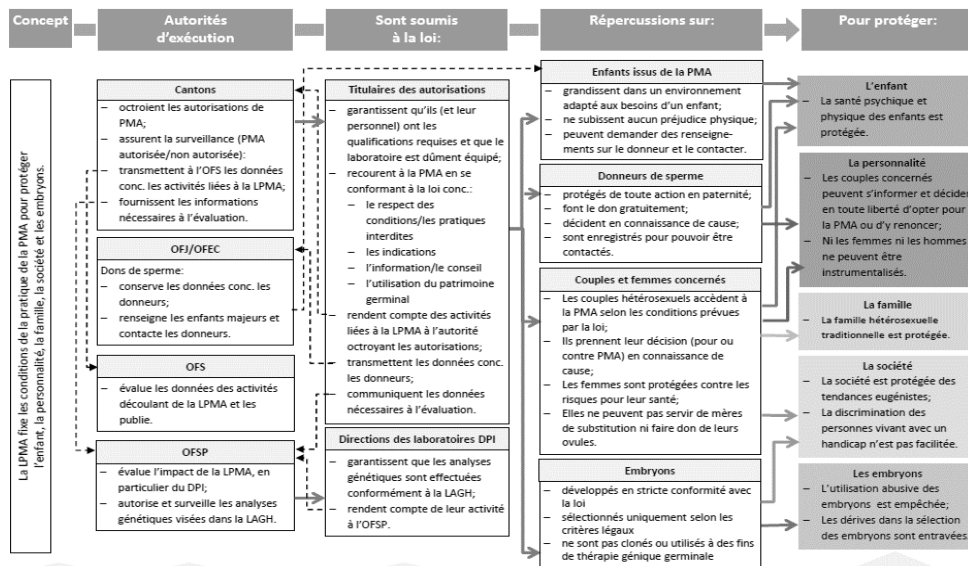 Concept
Autorités
d'exécution
Sont soumis
à la loi:
Répercussions sur:
Pour protéger:
La LPMA fixe les conditions de la pratique de la PMA pour protéger
l'enfant, la personnalité, la famille, la société et les embryons.
Cantons
– octroient les autorisations de
PMA;
– assurent la surveillance (PMA
autorisée/non autorisée):
– transmettent à l'OFS les données
conc. les activités liées à la LPMA;
– fournissent les informations
nécessaires à l'évaluation.
OFJ/OFEC
Dons de sperme:
– conserve les données conc. les
donneurs;
– renseigne les enfants majeurs et
contacte les donneurs.
OFS
– évalue les données des activités
découlant de la LPMA et les
publie.
OFSP
– évalue l'impact de la LPMA, en
particulier du DPI;
– autorise et surveille les analyses
génétiques visées dans la LAGH.
Titulaires des autorisations
– garantissent qu'ils (et leur
personnel) ont les
qualifications requises et que le
laboratoire est dûment équipé;
– recourent à la PMA en se
conformant à la loi conc.:
– le respect des
conditions/les pratiques
interdites
– les indications
– l'information/le conseil
– l'utilisation du patrimoine
germinal
– rendent compte des activités
liées à la LPMA à l'autorité
octroyant les autorisations;
– transmettent les données conc.
les donneurs;
– communiquent les données
nécessaires à l'évaluation.
Directions des laboratoires DPI
– garantissent que les analyses
génétiques sont effectuées
conformément à la LAGH;
– rendent compte de leur activité
à l'OFSP.
Enfants issus de la PMA
– grandissent dans un environnement
adapté aux besoins d'un enfant;
– ne subissent aucun préjudice physique;
– peuvent demander des renseigne-
ments sur le donneur et le contacter.
Donneurs de sperme
– protégés de toute action en paternité;
– font le don gratuitement;
– décident en connaissance de cause;
– sont enregistrés pour pouvoir être
contactés.
Couples et femmes concernés
– Les couples hétérosexuels accèdent à
la PMA selon les conditions prévues
par la loi;
– Ils prennent leur décision (pour ou
contre PMA) en connaissance de
cause;
– Les femmes sont protégées contre les
risques pour leur santé;
– Elles ne peuvent pas servir de mères
de substitution ni faire don de leurs
ovules.
Embryons
– développés en stricte conformité avec
la loi
– sélectionnés uniquement selon les
critères légaux
– ne sont pas clonés ou utilisés à des fins
de thérapie génique germinale
L'enfant
– La santé psychique et
physique des enfants est
protégée.
La personnalité
– Les couples concernés
peuvent s'informer et décider
en toute liberté d'opter pour
la PMA ou d'y renoncer;
– Ni les femmes ni les hommes
ne peuvent être
instrumentalisés.
La famille
– La famille hétérosexuelle
traditionnelle est protégée.
La société
– La société est protégée des
tendances eugénistes;
– La discrimination des
personnes vivant avec un
handicap n'est pas facilitée.
Les embryons
– L'utilisation abusive des
embryons est empêchée;
– Les dérives dans la sélection
des embryons sont entravées.